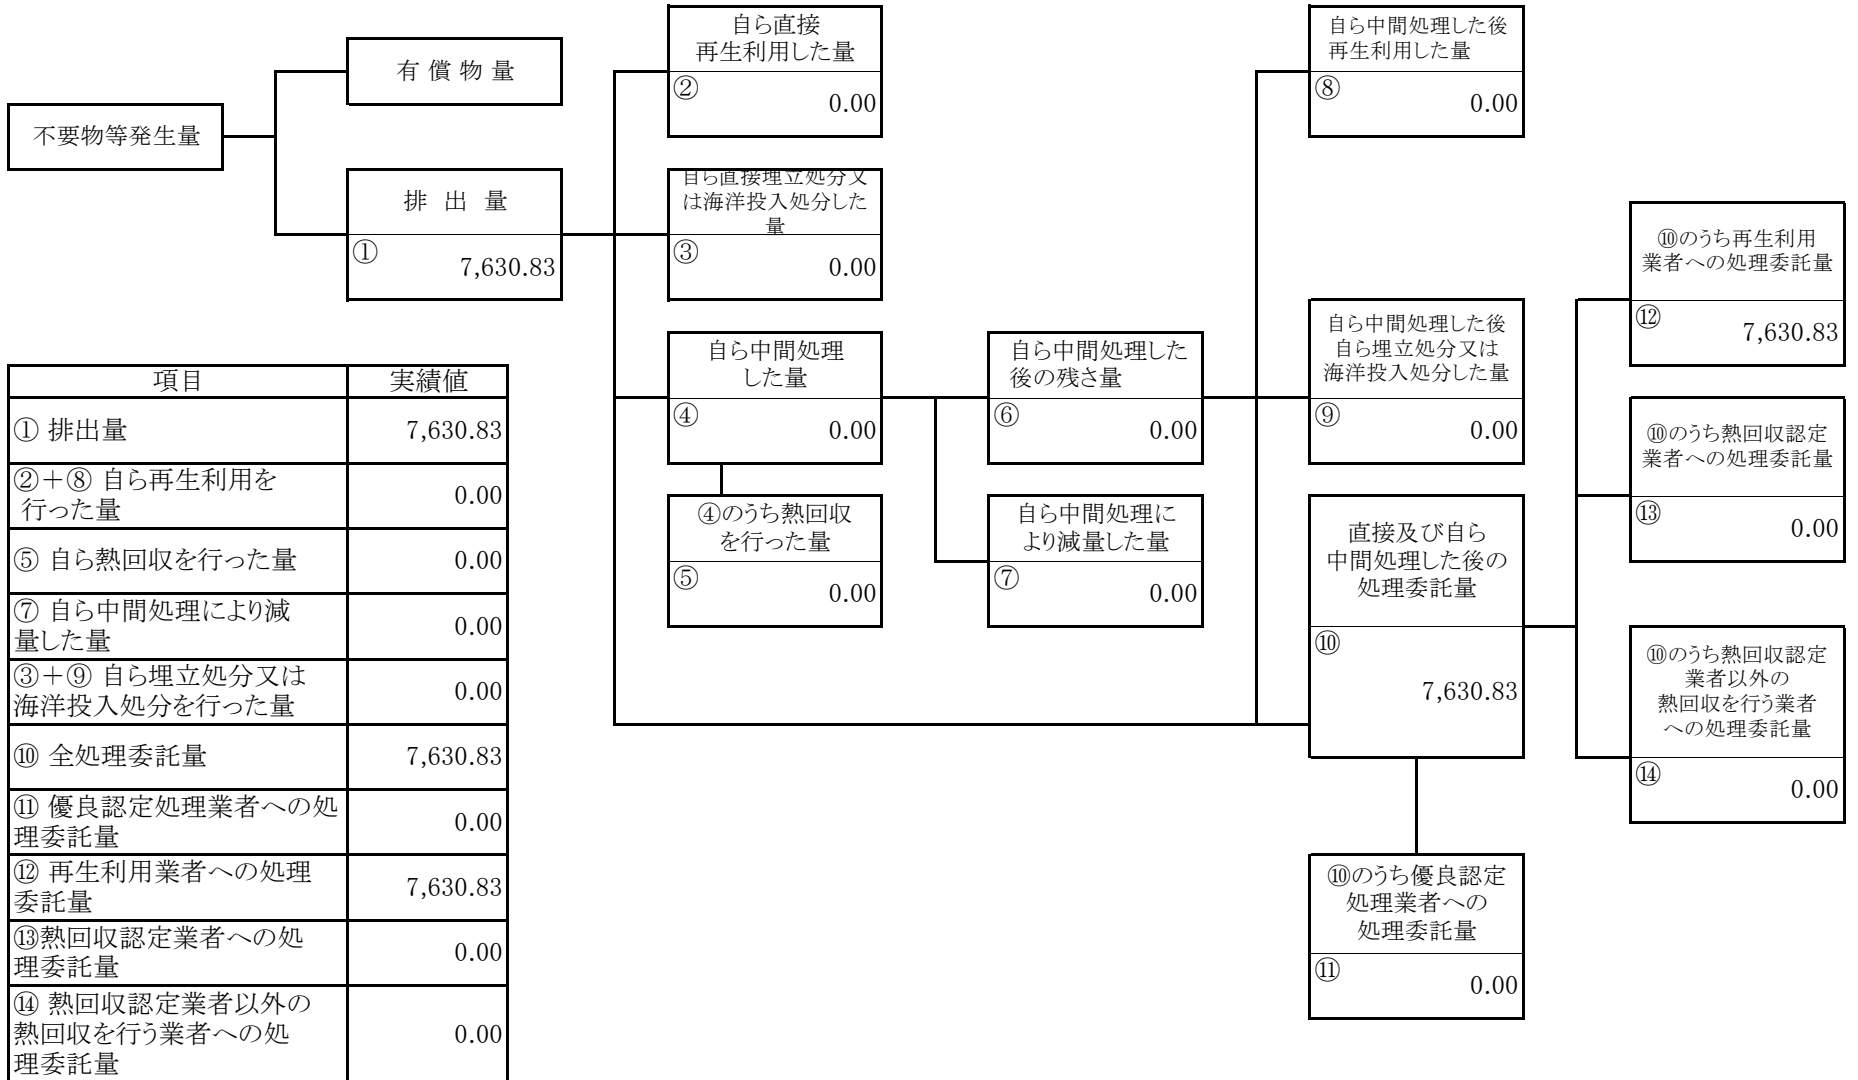 不要物等発生量
有 償 物 量
排 出 量
①
7,630.83
自ら直接
再生利用した量
②
0.00
自ら直接埋立処分又
は海洋投入処分した
量
③
0.00
自ら中間処理
した量
④
0.00
④のうち熱回収
を行った量
⑤
0.00
自ら中間処理した
後の残さ量
⑥
0.00
自ら中間処理に
より減量した量
⑦
0.00
自ら中間処理した後
再生利用した量
⑧
0.00
自ら中間処理した後
自ら埋立処分又は
海洋投入処分した量
⑨
0.00
直接及び自ら
中間処理した後の
処理委託量
⑩
7,630.83
⑩のうち優良認定
処理業者への
処理委託量
⑪
0.00
⑩のうち再生利用
業者への処理委託量
⑫
7,630.83
⑩のうち熱回収認定
業者への処理委託量
⑬
0.00
⑩のうち熱回収認定
業者以外の
熱回収を行う業者
への処理委託量
⑭
0.00
項目 実績値
① 排出量 7,630.83
②＋⑧ 自ら再生利用を
行った量
0.00
⑤ 自ら熱回収を行った量 0.00
⑦ 自ら中間処理により減
量した量
0.00
③＋⑨ 自ら埋立処分又は
海洋投入処分を行った量
0.00
⑩ 全処理委託量 7,630.83
⑪ 優良認定処理業者への処
理委託量
0.00
⑫ 再生利用業者への処理
委託量
7,630.83
⑬熱回収認定業者への処
理委託量
0.00
⑭ 熱回収認定業者以外の
熱回収を行う業者への処
理委託量
0.00